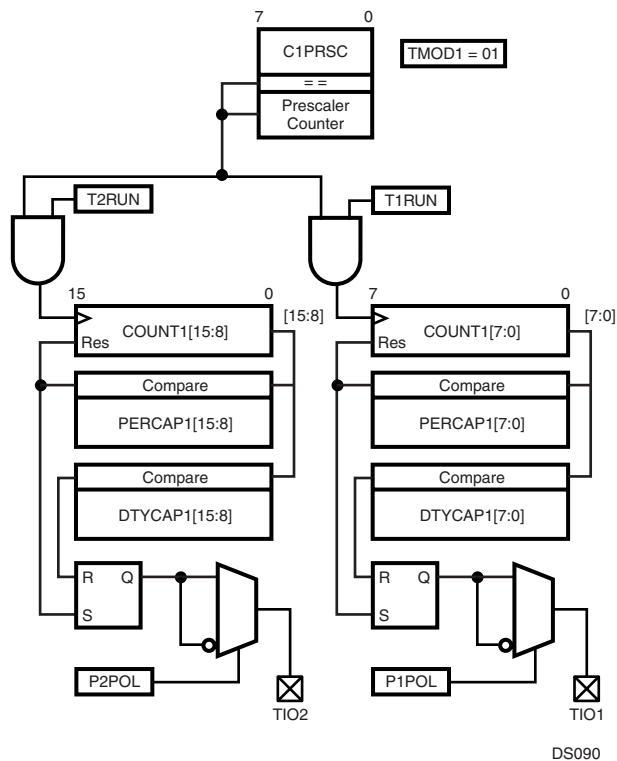 7 0
C1PRSC
TMOD1 = 01
= =
Prescaler
Counter
T2RUN
T1RUN
15 0
[15:8]
7 0
[7:0]
COUNT1[15:8]
Res
COUNT1[7:0]
Res
Compare
PERCAP1[15:8]
Compare
PERCAP1[7:0]
Compare
DTYCAP1[15:8]
Compare
DTYCAP1[7:0]
R Q
S
R Q
S
P2POL
P1POL
TIO2
TIO1
DS090